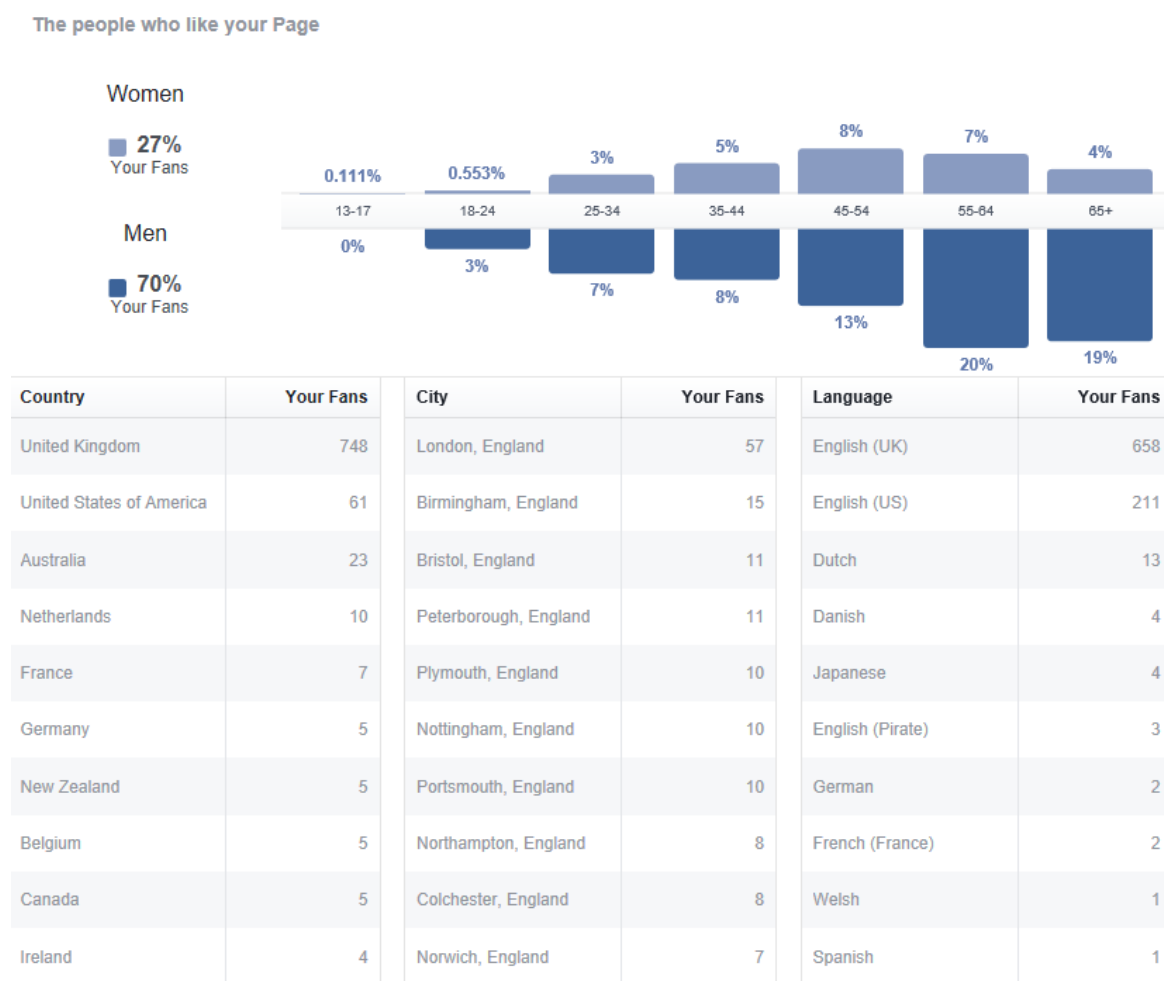 The people who like your Page
Women
27%
Your Fans
0.111% 0.553% 3% 5% 8% 7% 4%
13-17 18-24 25-34 35-44 45-54 55-64 65+
Men
70%
Your Fans
0% 3% 7% 8% 13% 20% 19%
Country Your Fans City Your Fans Language Your Fans
United Kingdom 748 London, England 57 English (UK) 658
United States of America 61 Birmingham, England 15 English (US) 211
Australia 23 Bristol, England 11 Dutch 13
Netherlands 10 Peterborough, England 11 Danish 4
France 7 Plymouth, England 10 Japanese 4
Germany 5 Nottingham, England 10 English (Pirate) 3
New Zealand 5 Portsmouth, England 10 German 2
Belgium 5 Northampton, England 8 French (France) 2
Canada 5 Colchester, England 8 Welsh 1
Ireland 4 Norwich, England 7 Spanish 1